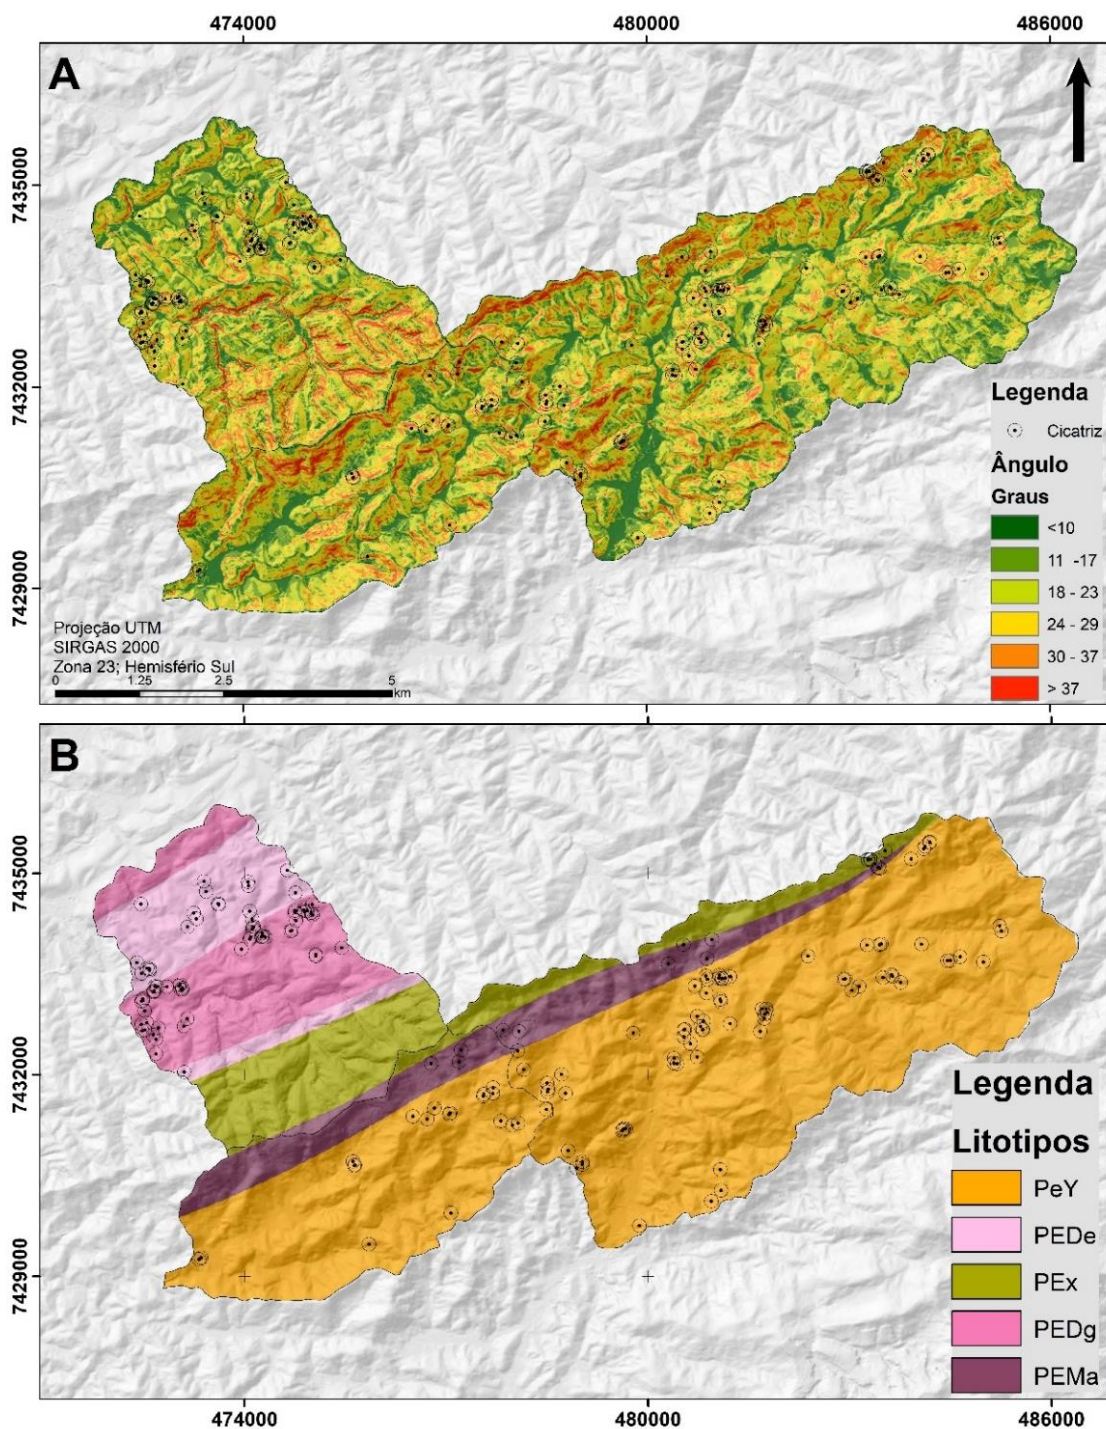 474000 480000 486000
A
7435000
7432000
7429000
Legenda
Cicatriz
Ângulo
Graus
<10
11 -17
18 - 23
24 - 29
30 - 37
> 37
Projeção UTM
SIRGAS 2000
Zona 23; Hemisfério Sul
0 1.25 2.5 5
km
B
7435000
7432000
7429000
Legenda
Litotipos
PeY
PEDe
PEx
PEDg
PEMa
474000 480000 486000